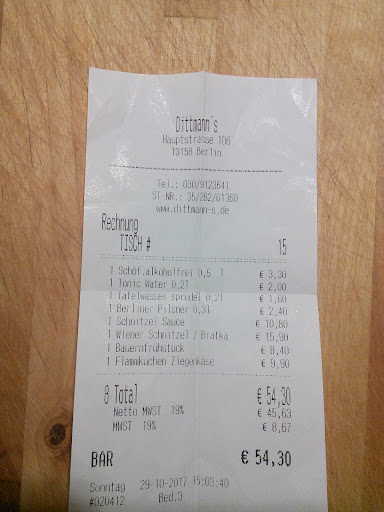 Dittmann´s
Hauptstrasse 106
13158 Berlin
Tel.: 030/9123641
ST-NR.: 35/262/61360
www.dittmann-s.de
Rechnung
TISCH # 15
1 Schöf.alkoholfrei 0,5 l € 3,30
1 Tonic Water 0,2l € 2,00
1 Tafelwasser sprudel 0,2l € 1,60
1 Berliner Pilsner 0,3l € 2,40
1 Schnitzel Sauce € 10,80
1 Wiener Schnitzel / Bratka € 15,90
1 Bauernfrühstück € 8,40
1 Flammkuchen Ziegenkäse € 9,90
8 Total € 54,30
Netto MWST 19% € 45,63
MWST 19% € 8,67
BAR € 54,30
Sonntag 29-10-2017 15:03:40
#020412 Bed.3